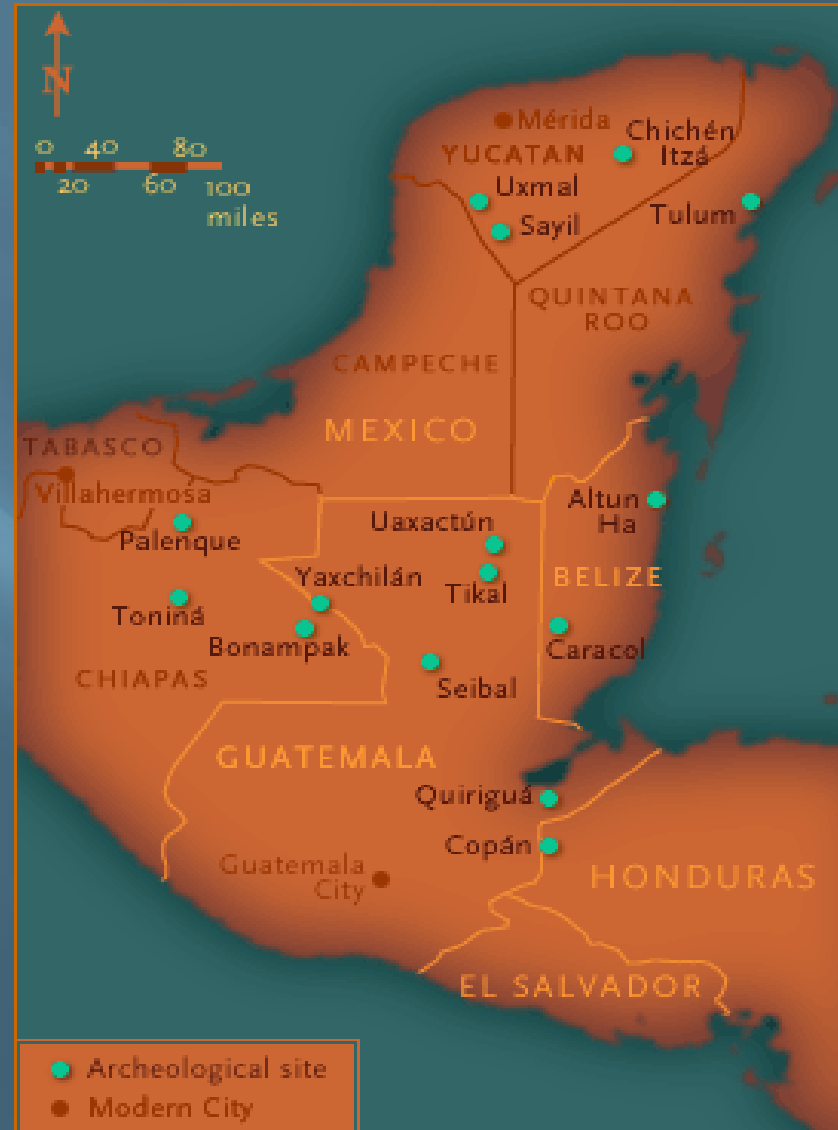 N
0 40 80
20 60 100
miles
Mérida
Chichén
Itzá
YUCATAN
Uxmal
Sayil
Tulum
QUINTANA
ROO
CAMPECHE
MEXICO
TABASCO
Villahermosa
Palenque
Uaxactún
Altun
Ha
Yaxchilán
Tikal
BELIZE
Toniná
Bonampak
Caracol
CHIAPAS
Seibal
GUATEMALA
Quiriguá
Copán
Guatemala
City
HONDURAS
EL SALVADOR
Archeological site
Modern City